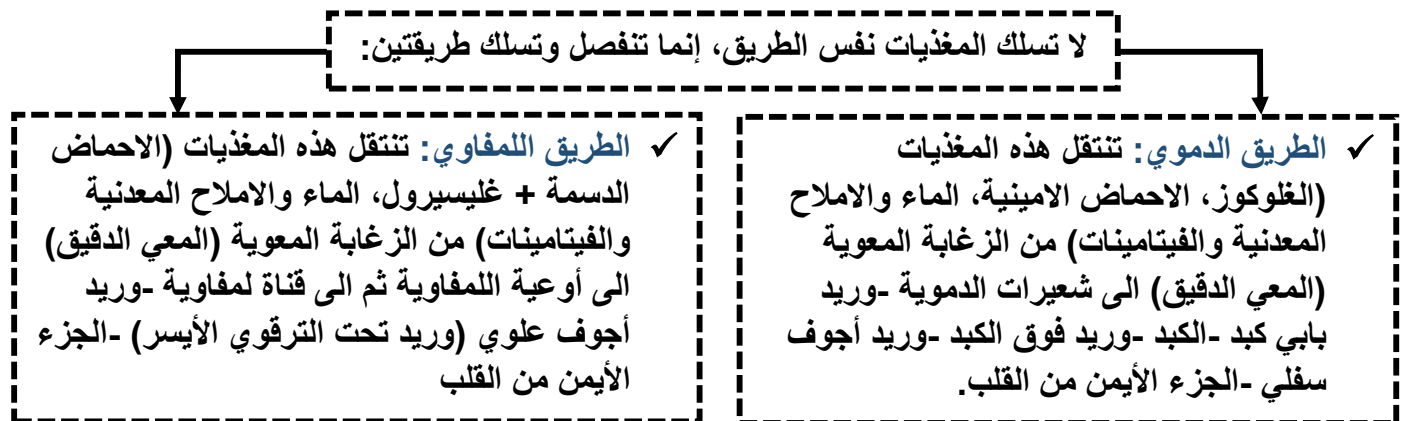 لا تسلك المغذيات نفس الطريق، إنما تنفصل وتسلك طريقتين:
✓ الطريق الدموي: تنتقل هذه المغذيات
(الغلوكوز، الاحماض الامينية، الماء والاملاح
المعدنية والفيتامينات) من الزغابة المعوية
(المعي الدقيق) الى شعيرات الدموية -وريد
بابي كبد -الكبد -وريد فوق الكبد -وريد أجوف
سفلي -الجزء الأيمن من القلب.
✓ الطريق اللمفاوي: تنتقل هذه المغذيات (الاحماض
الدسمة + غليسيرول، الماء والاملاح المعدنية
والفيتامينات) من الزغابة المعوية (المعي الدقيق)
الى أوعية اللمفاوية ثم الى قناة لمفاوية -وريد
أجوف علوي (وريد تحت الترقوي الأيسر) -الجزء
الأيمن من القلب